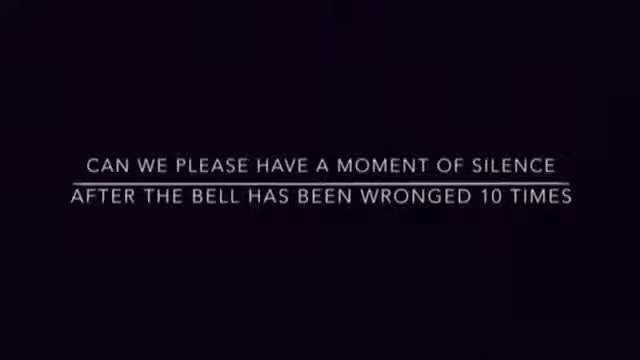 CAN WE PLEASE HAVE A MOMENT OF SILENCE
AFTER THE BELL HAS BEEN WRONGED 10 TIMES